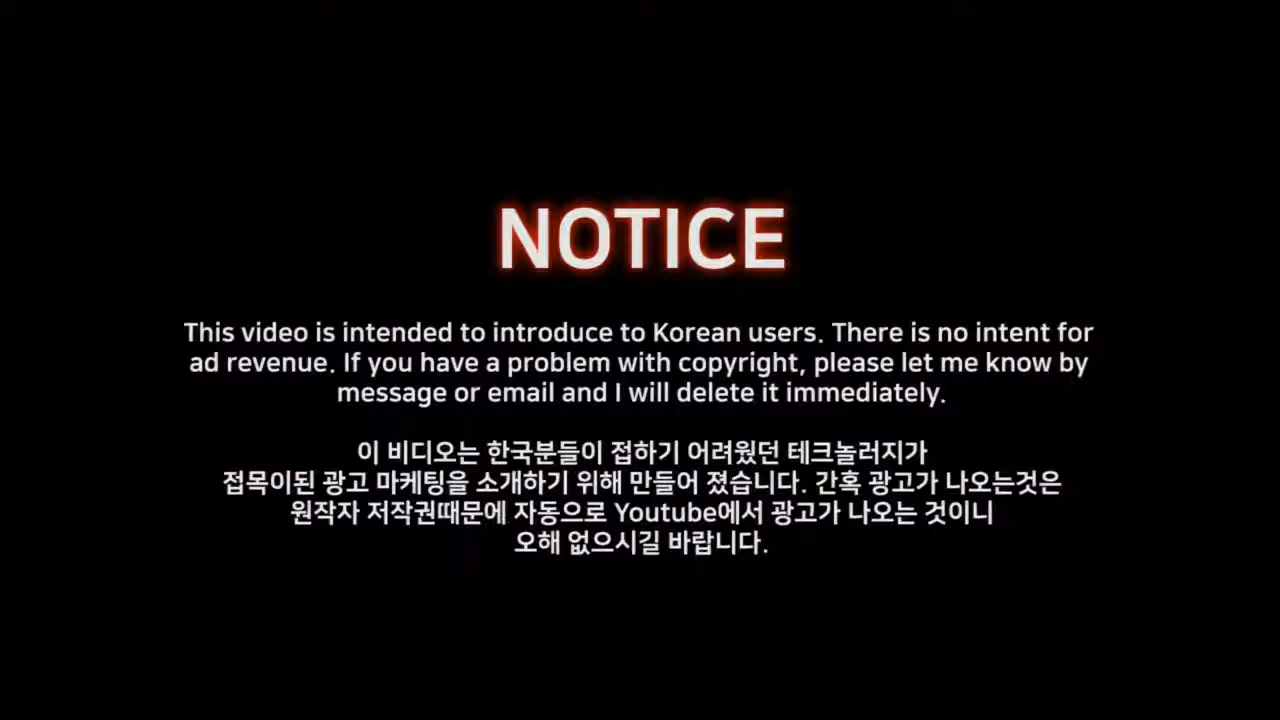 NOTICE
This video is intended to introduce to Korean users. There is no intent for
ad revenue. If you have a problem with copyright, please let me know by
message or email and I will delete it immediately.
이 비디오는 한국분들이 접하기 어려웠던 테크놀러지가
접목이된 광고 마케팅을 소개하기 위해 만들어 졌습니다. 간혹 광고가 나오는것은
원작자 저작권때문에 자동으로 Youtube에서 광고가 나오는 것이니
오해 없으시길 바랍니다.